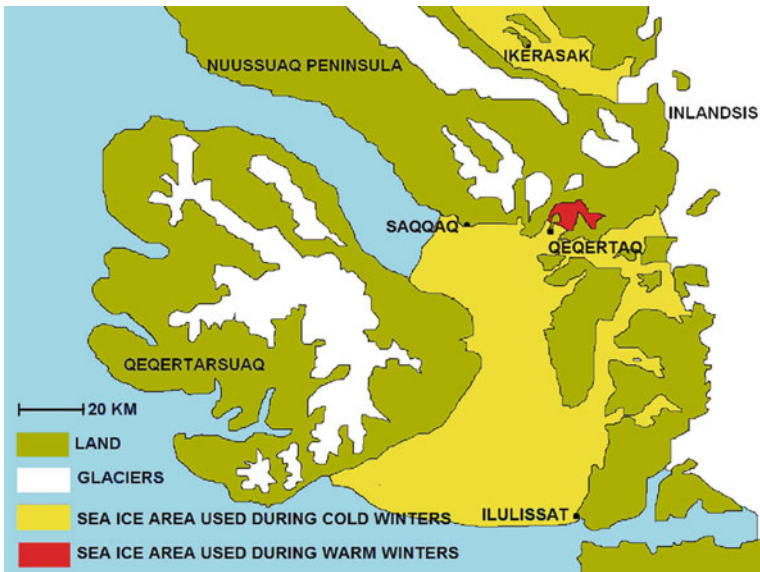 IKERASAK
NUUSSUAQ PENINSULA
INLANDSIS
SAQQAQ
QEQERTAQ
QEQERTARSUAQ
20 KM
LAND
GLACIERS
SEA ICE AREA USED DURING COLD WINTERS
ILULISSAT
SEA ICE AREA USED DURING WARM WINTERS